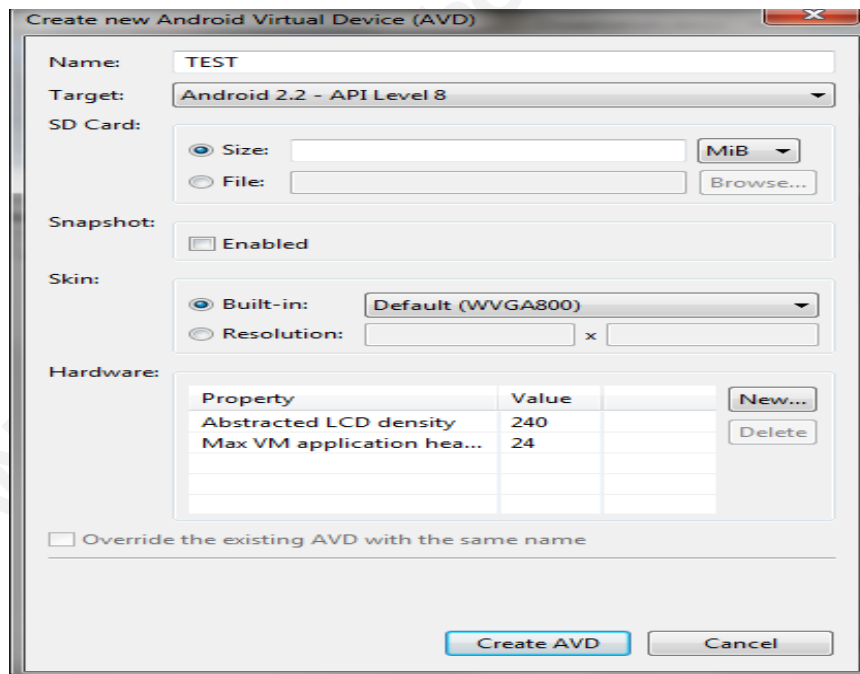 Create new Android Virtual Device (AVD)
Name: TEST
Target: Android 2.2 - API Level 8
SD Card:
Size: MiB
File: Browse...
Snapshot:
Enabled
Skin:
Built-in: Default (WVGA800)
Resolution: x
Hardware:
Property Value New...
Abstracted LCD density 240
Delete
Max VM application hea... 24
Override the existing AVD with the same name
Create AVD Cancel